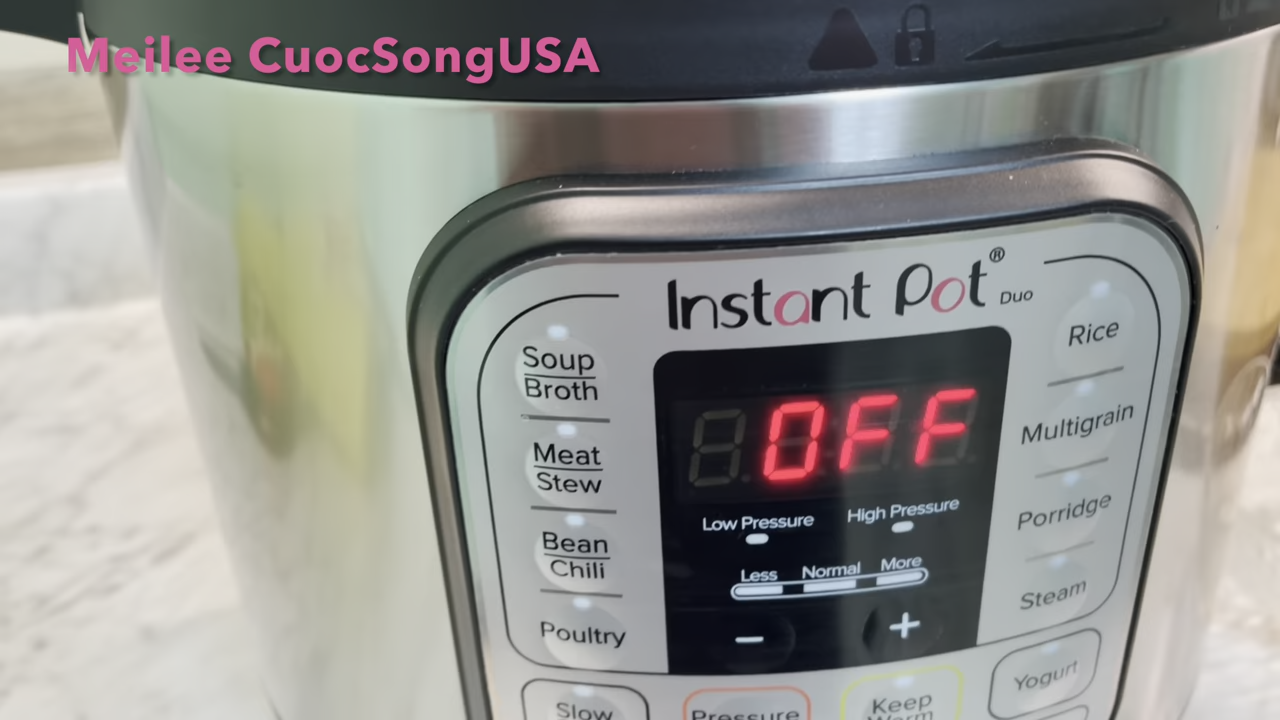 Meilee CuocSongUSA
Instant Pot® Duo
Soup
Broth
Meat
Stew
Bean
Chili
Poultry
OFF
Low Pressure
High Pressure
Less Normal More
− +
Rice
Multigrain
Porridge
Steam
Yogurt
Slow
Pressure
Keep
Warm